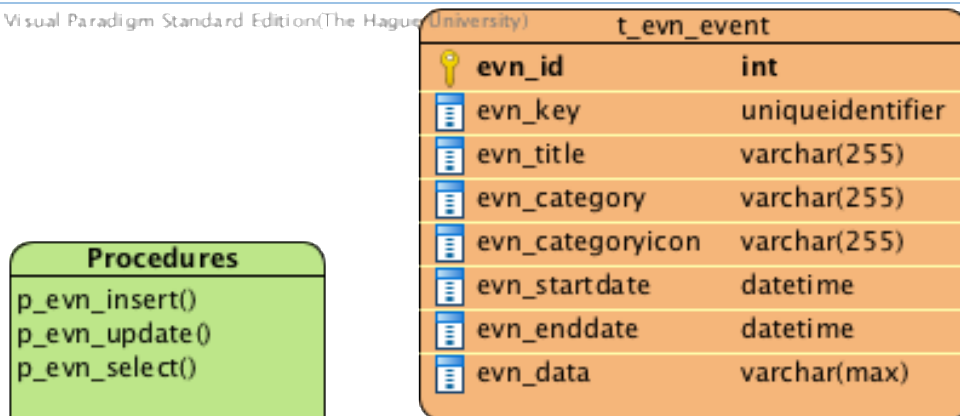 Visual Paradigm Standard Edition(The Hague University)
t_evn_event
evn_id int
evn_key uniqueidentifier
evn_title varchar(255)
evn_category varchar(255)
evn_categoryicon varchar(255)
evn_startdate datetime
evn_enddate datetime
evn_data varchar(max)
Procedures
p_evn_insert()
p_evn_update()
p_evn_select()